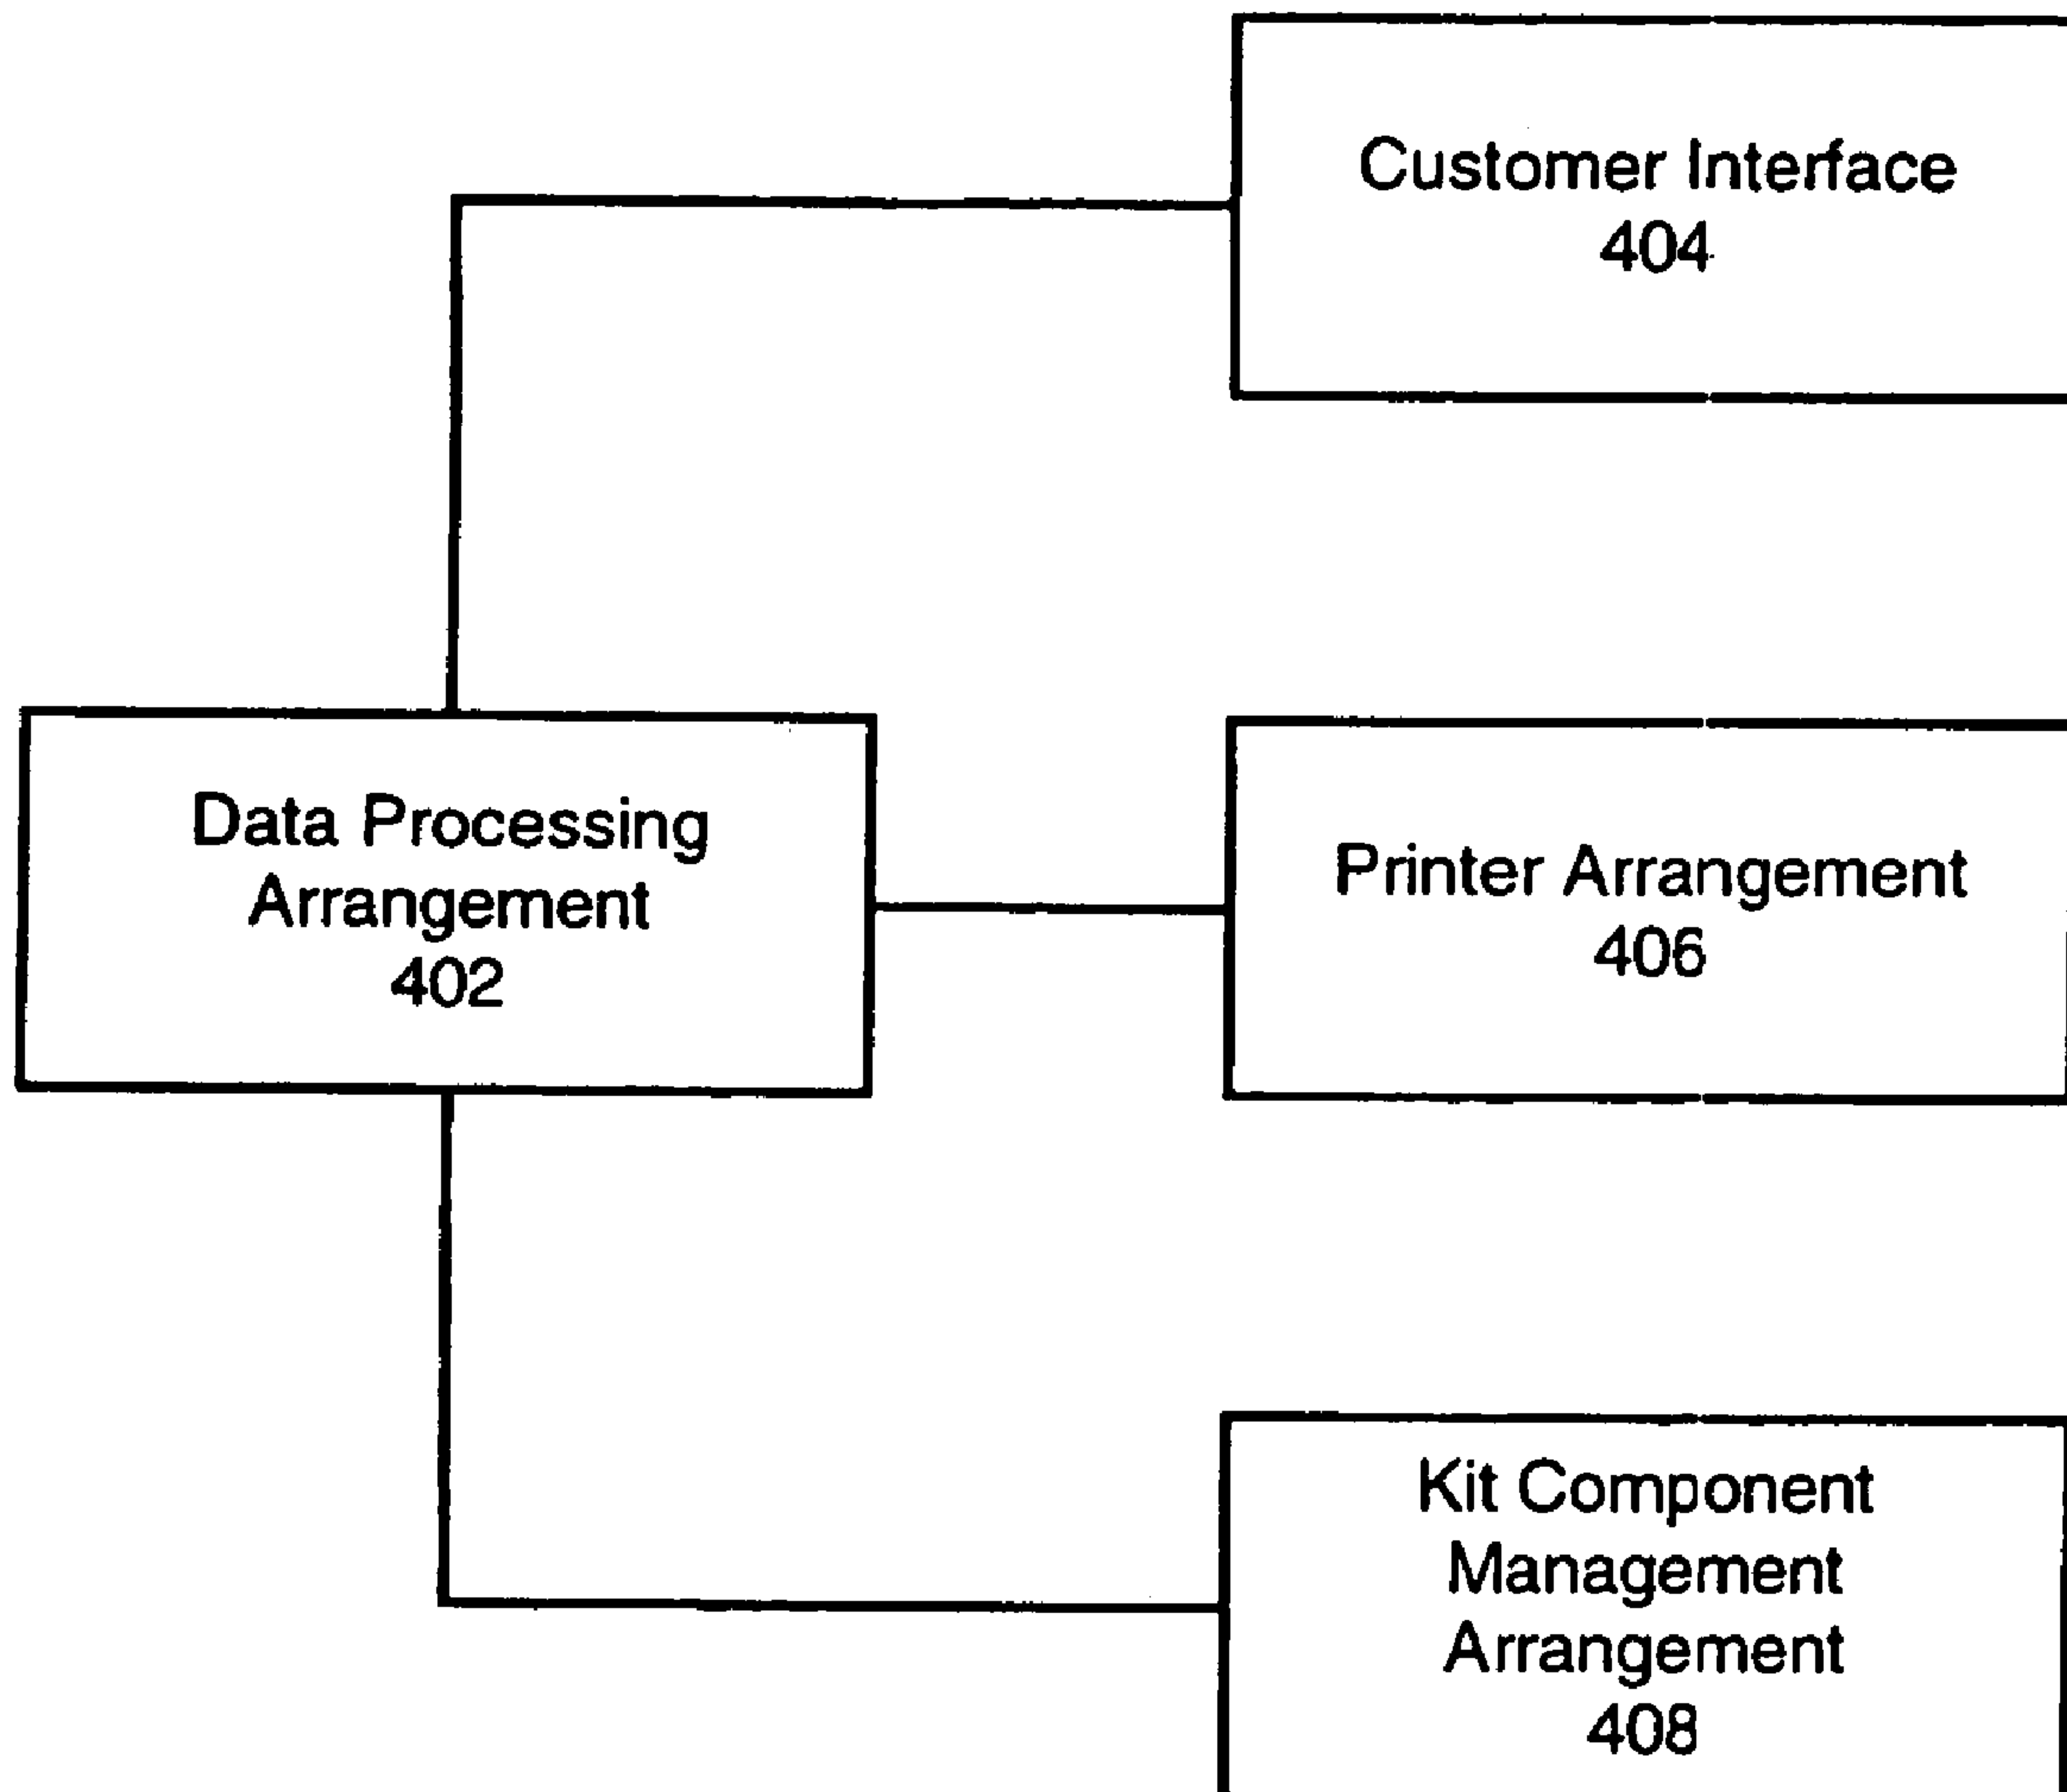 Customer Interface
404
Data Processing
Arrangement
402
Printer Arrangement
406
Kit Component
Management
Arrangement
408